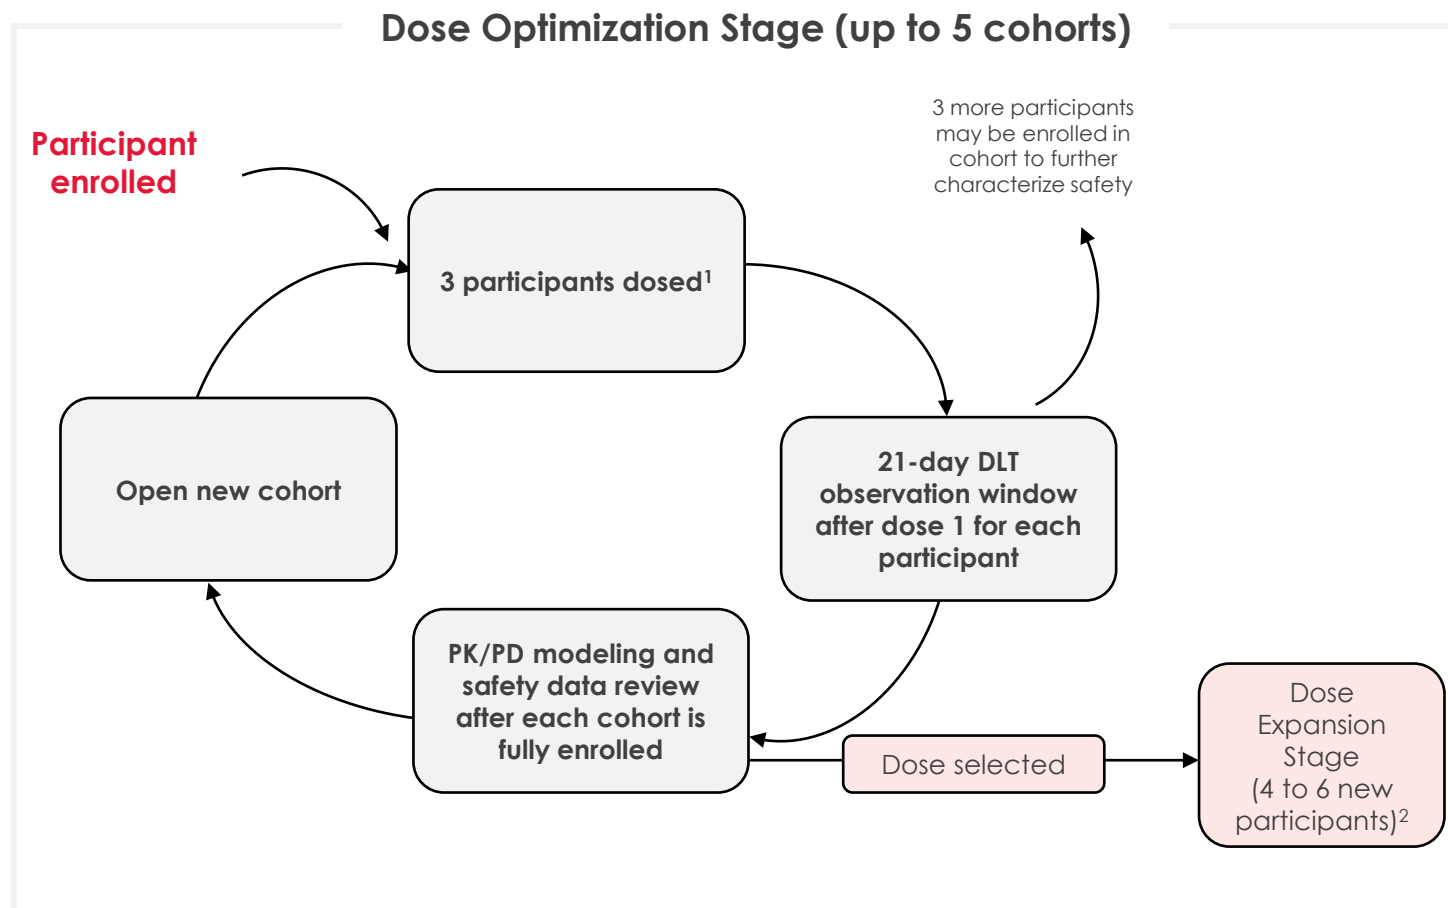 Dose Optimization Stage (up to 5 cohorts)
Participant
enrolled
3 more participants
may be enrolled in
cohort to further
characterize safety
3 participants dosed¹
21-day DLT
observation window
after dose 1 for each
participant
Open new cohort
PK/PD modeling and
safety data review
after each cohort is
fully enrolled
Dose selected
Dose
Expansion
Stage
(4 to 6 new
participants)²